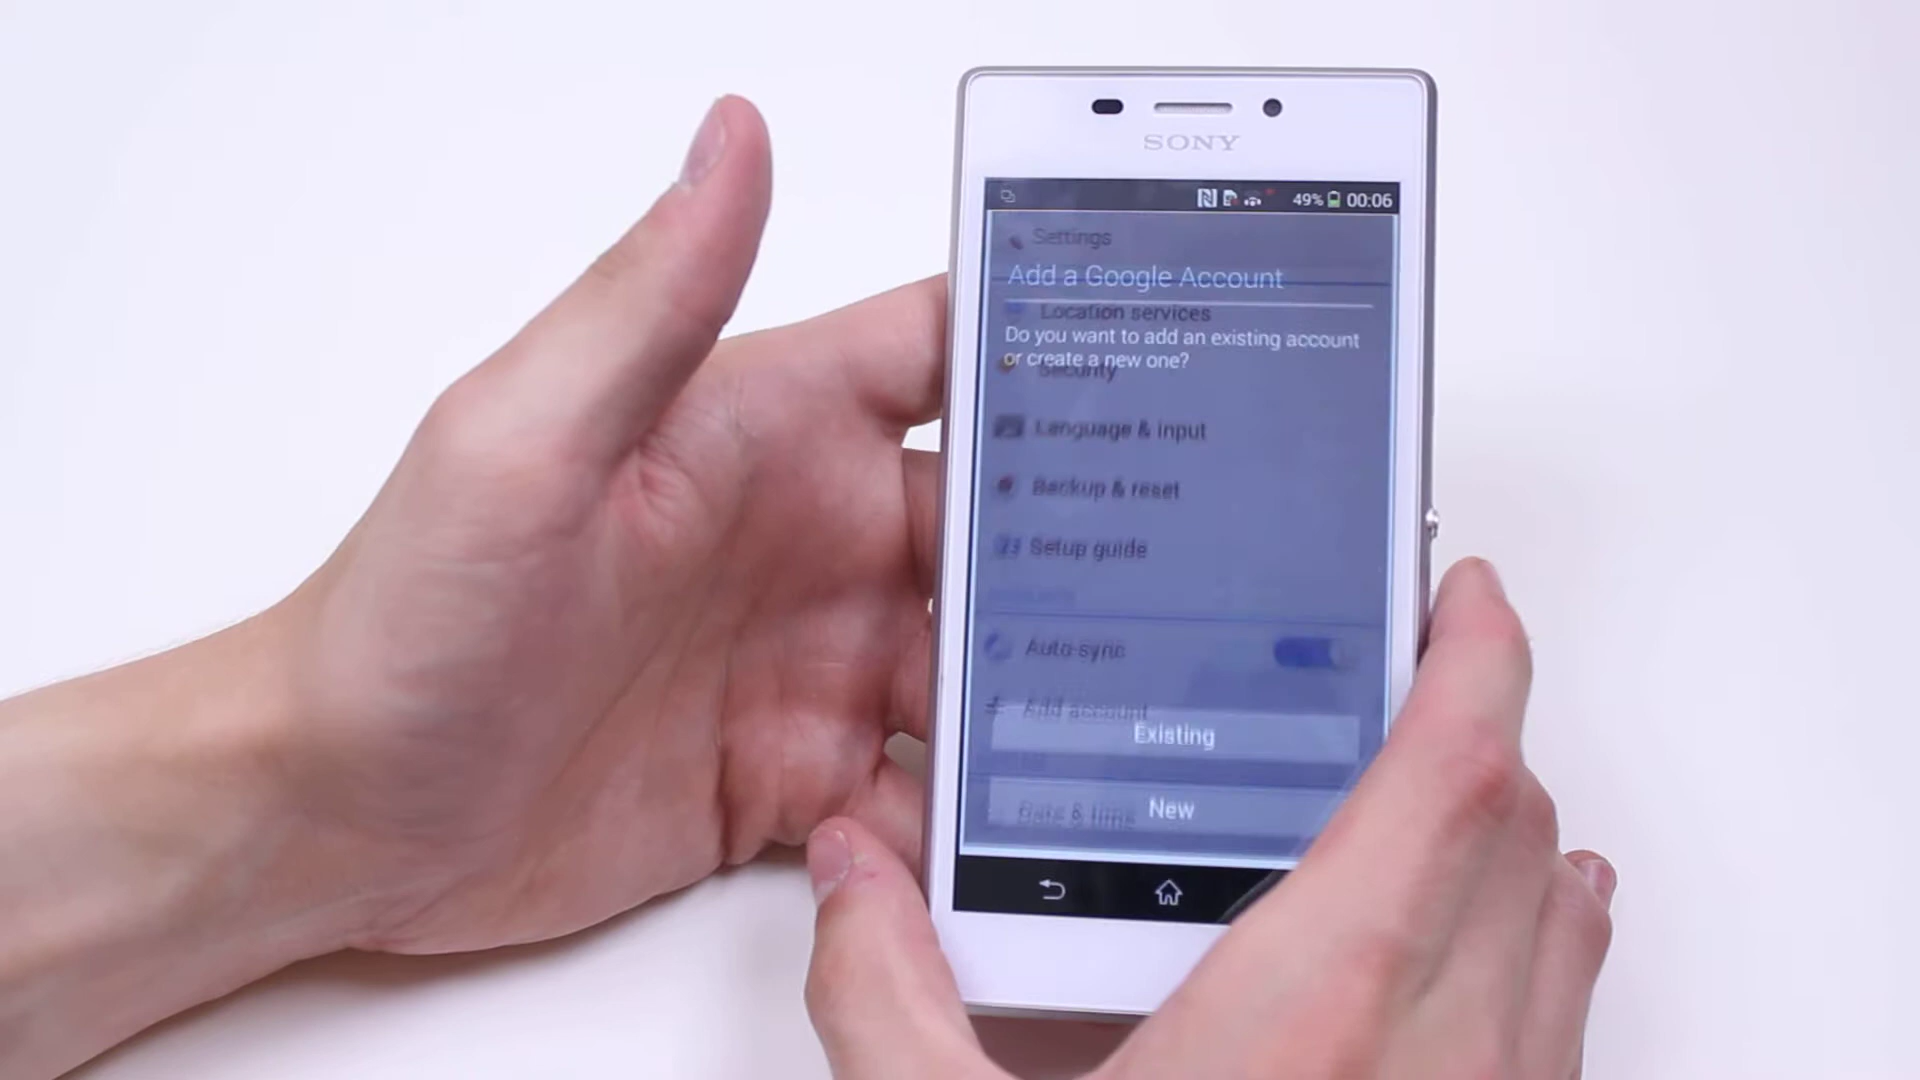 SONY
49% 00:06
Settings
Add a Google Account
Location services
Do you want to add an existing account
or create a new one?
Security
Language & input
Backup & reset
Setup guide
Auto-sync
Add account
Existing
Date & time
New